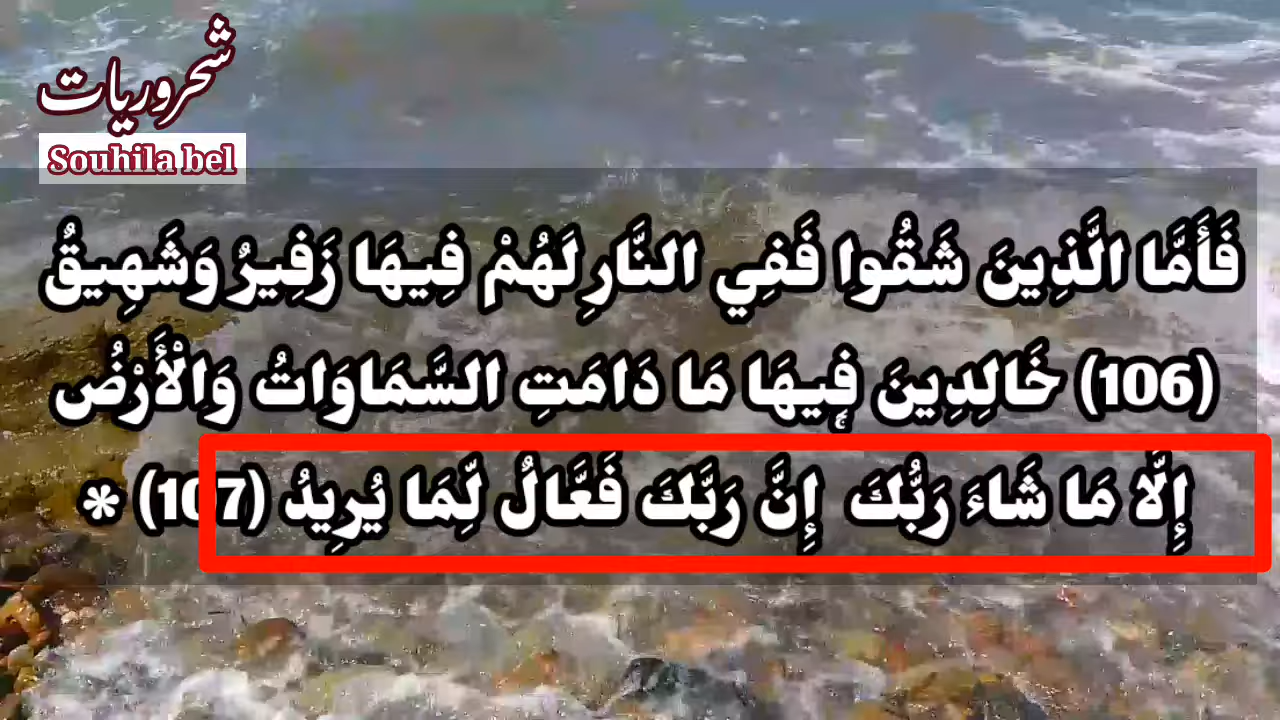 شحروريات
Souhila bel
فَأَمَّا الَّذِينَ شَقُوا فَفِي النَّارِ لَهُمْ فِيهَا زَفِيرٌ وَشَهِيقٌ
(106) خَالِدِينَ فِيهَا مَا دَامَتِ السَّمَاوَاتُ وَالْأَرْضُ
إِلَّا مَا شَاءَ رَبُّكَ إِنَّ رَبَّكَ فَعَّالٌ لِّمَا يُرِيدُ (107) *